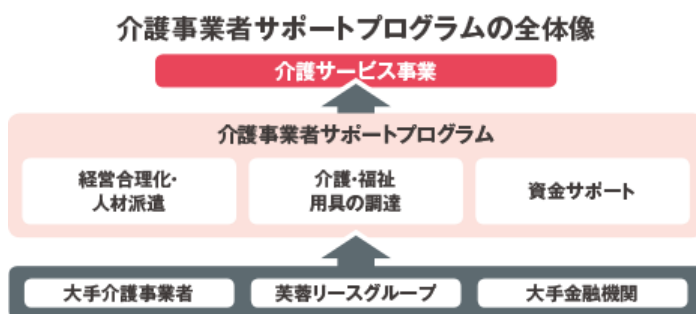 介護事業者サポートプログラムの全体像
介護サービス事業
介護事業者サポートプログラム
経営合理化・
人材派遣
介護・福祉
用具の調達
資金サポート
大手介護事業者
芙蓉リースグループ
大手金融機関